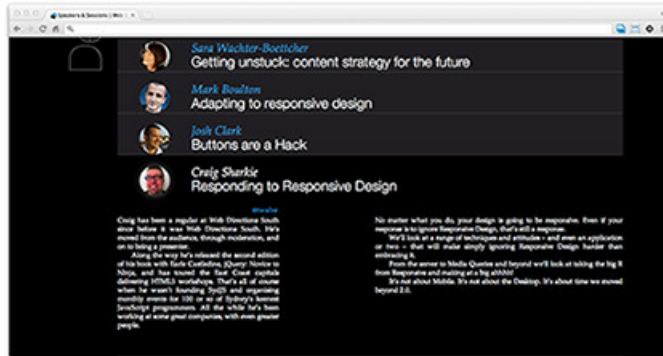 Speakers & Sessions | Web
Sara Wachter-Boettcher
Getting unstuck: content strategy for the future
Mark Boulton
Adapting to responsive design
Josh Clark
Buttons are a Hack
Craig Sharkie
Responding to Responsive Design
Craig has been a regular at Web Directions South
since before it was Web Directions South. He's
moved from the audience, through moderation, and
on to being a presenter.
Along the way he's released the second edition
of his book with Earle Castledine, jQuery: Novice to
Ninja, and has toured the East Coast capitals
delivering HTML5 workshops. That's all of course
when he wasn't founding SydJS and organising
monthly events for 100 or so of Sydney's keenest
JavaScript programmers. All the while he's been
working at some great companies, with even greater
people.
No matter what you do, your design is going to be responsive. Even if your
response is to ignore Responsive Design, that's still a response.
We'll look at a range of techniques and attitudes – and even an application
or two – that will make simply ignoring Responsive Design harder than
embracing it.
From the server to Media Queries and beyond we'll look at taking the big R
from Responsive and making at a big ahhh!
It's not about Mobile. It's not about the Desktop. It's about time we moved
beyond 2.0.